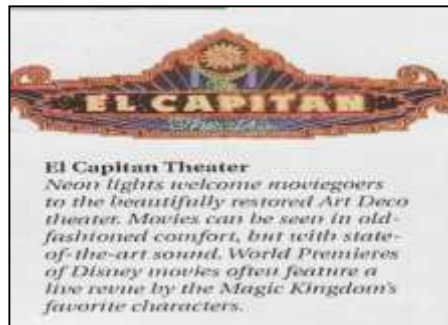 EL CAPITAN
El Capitan Theater
Neon lights welcome moviegoers
to the beautifully restored Art Deco
theater. Movies can be seen in old-
fashioned comfort, but with state-
of-the-art sound. World Premieres
of Disney movies often feature a
live revue by the Magic Kingdom's
favorite characters.